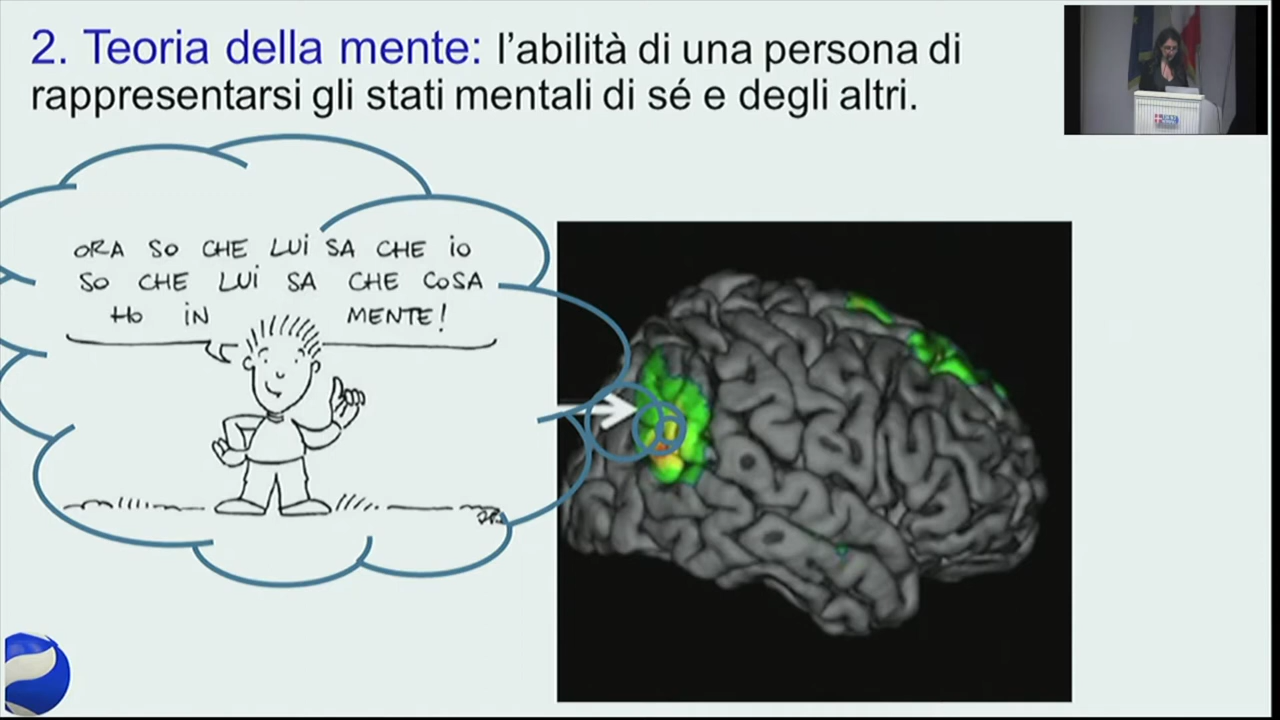 2. Teoria della mente: l'abilità di una persona di
rappresentarsi gli stati mentali di sé e degli altri.
ORA SO CHE LUI SA CHE iO
SO CHE LUI SA CHE COSA
HO IN MENTE!